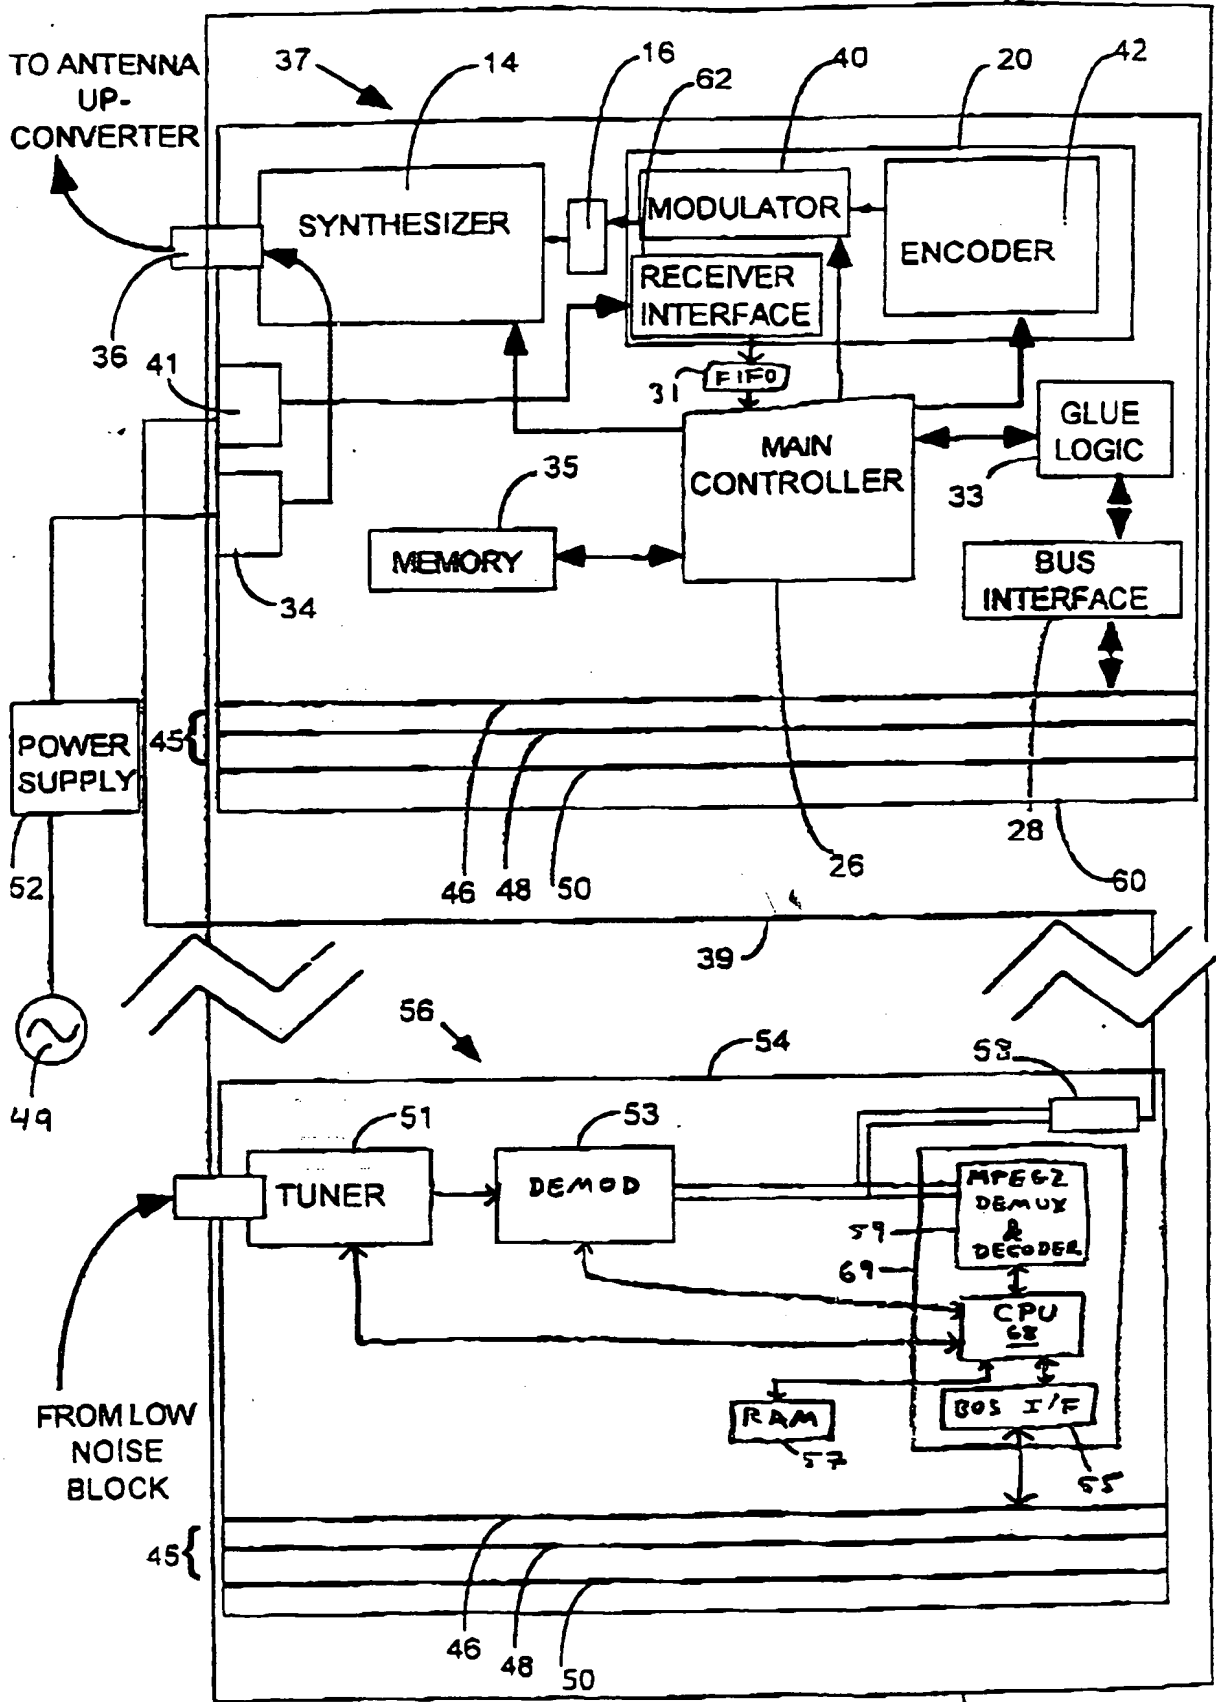 TO ANTENNA
UP-
CONVERTER
37
14
16
62
40
20
42
SYNTHESIZER
MODULATOR
ENCODER
RECEIVER
INTERFACE
36
41
31
FIFO
GLUE
LOGIC
33
MAIN
CONTROLLER
35
MEMORY
34
BUS
INTERFACE
POWER
SUPPLY
45{
52
46
48
50
26
28
60
39
49
56
54
58
51
53
TUNER
DEMOD
MPEG2
DEMUX
&
DECODER
59
69
CPU
68
RAM
57
BUS I/F
55
FROM LOW
NOISE
BLOCK
45{
46
48
50